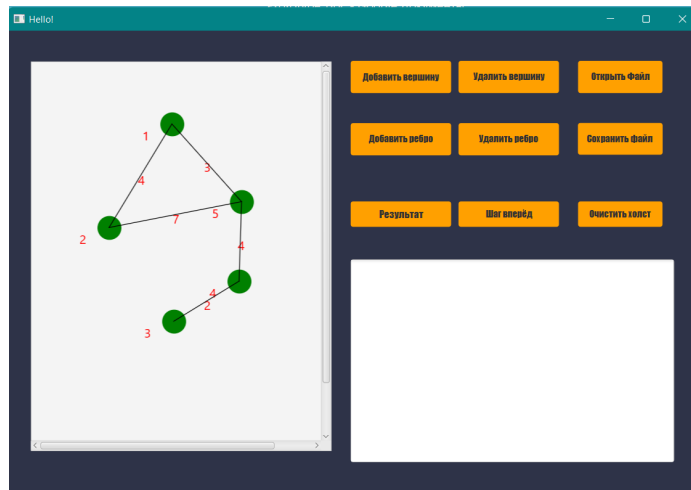 Hello!
Добавить вершину
Удалить вершину
Открыть Файл
1
3
4
Добавить ребро
Удалить ребро
Сохранить файл
5
7
2
Результат
Шаг вперёд
Очистить холст
4
4
2
3